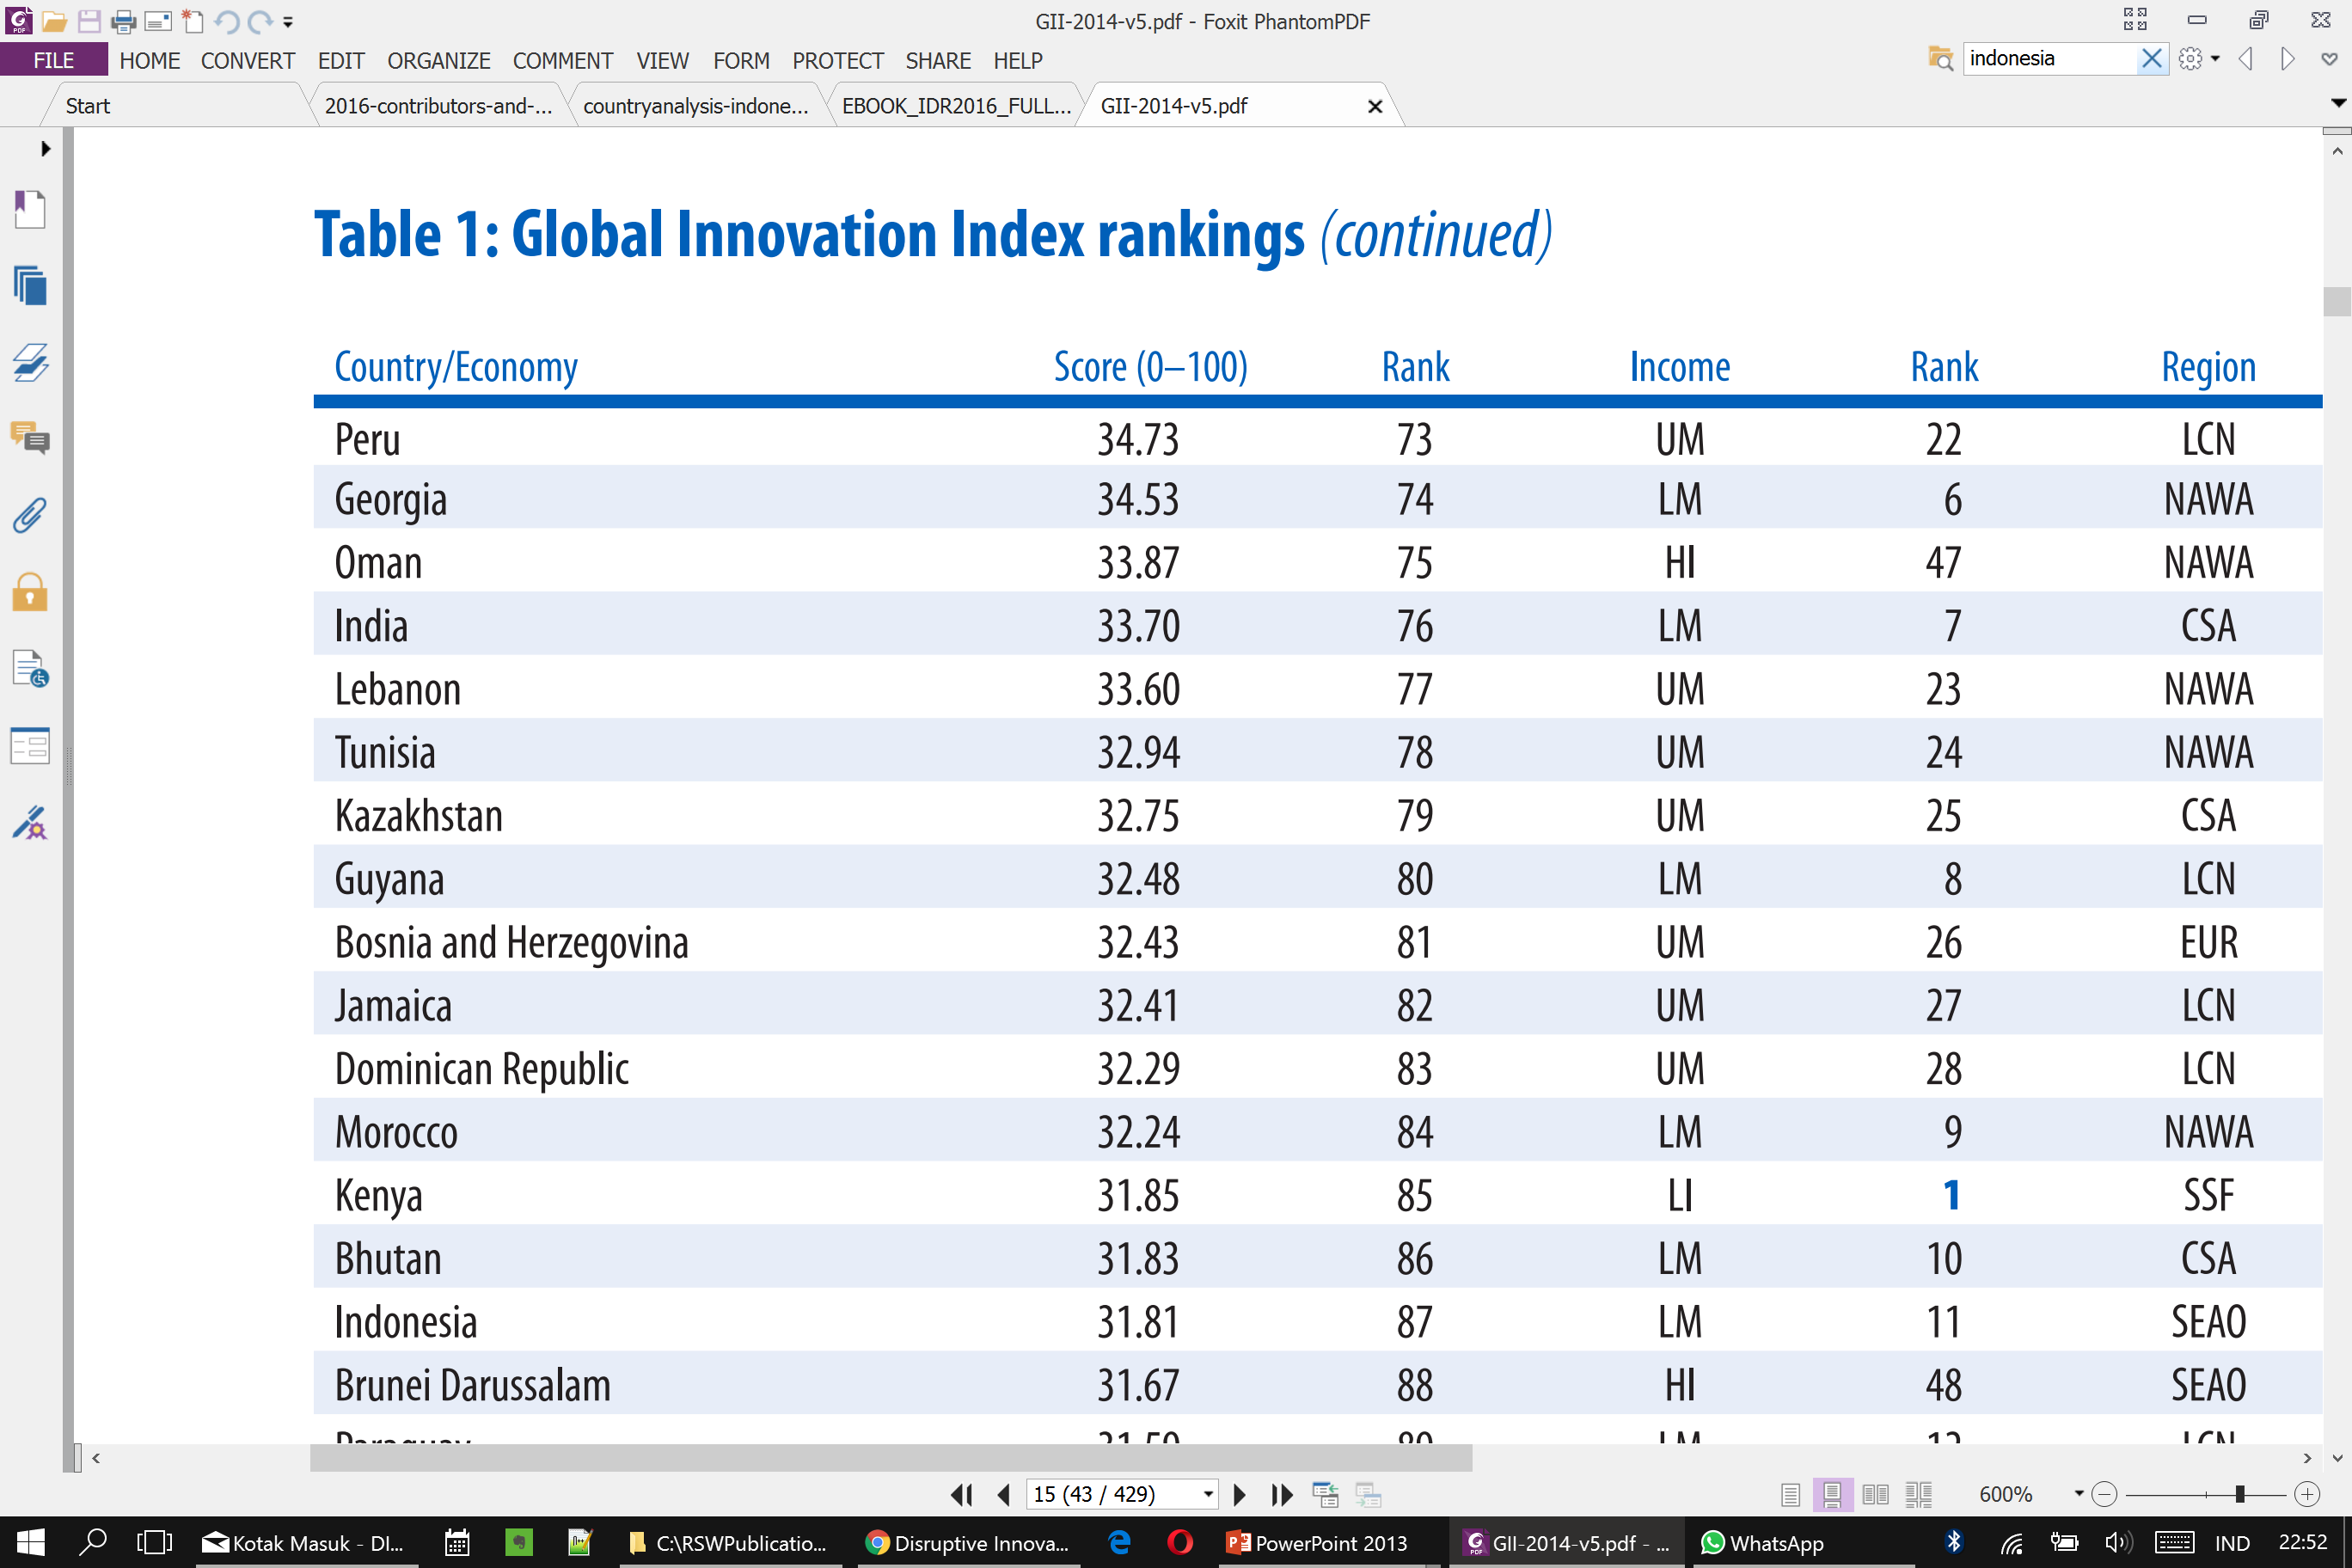 GII-2014-v5.pdf - Foxit PhantomPDF
FILE HOME CONVERT EDIT ORGANIZE COMMENT VIEW FORM PROTECT SHARE HELP indonesia
Start 2016-contributors-and-... countryanalysis-indone... EBOOK_IDR2016_FULL... GII-2014-v5.pdf
Table 1: Global Innovation Index rankings (continued)
Country/Economy Score (0–100) Rank Income Rank Region
Peru 34.73 73 UM 22 LCN
Georgia 34.53 74 LM 6 NAWA
Oman 33.87 75 HI 47 NAWA
India 33.70 76 LM 7 CSA
Lebanon 33.60 77 UM 23 NAWA
Tunisia 32.94 78 UM 24 NAWA
Kazakhstan 32.75 79 UM 25 CSA
Guyana 32.48 80 LM 8 LCN
Bosnia and Herzegovina 32.43 81 UM 26 EUR
Jamaica 32.41 82 UM 27 LCN
Dominican Republic 32.29 83 UM 28 LCN
Morocco 32.24 84 LM 9 NAWA
Kenya 31.85 85 LI 1 SSF
Bhutan 31.83 86 LM 10 CSA
Indonesia 31.81 87 LM 11 SEAO
Brunei Darussalam 31.67 88 HI 48 SEAO
Paraguay 31.59 89 LM 12 LCN
15 (43 / 429) 600%
Kotak Masuk - DI... C:\RSWPublicatio... Disruptive Innova... PowerPoint 2013 GII-2014-v5.pdf - ... WhatsApp IND 22:52